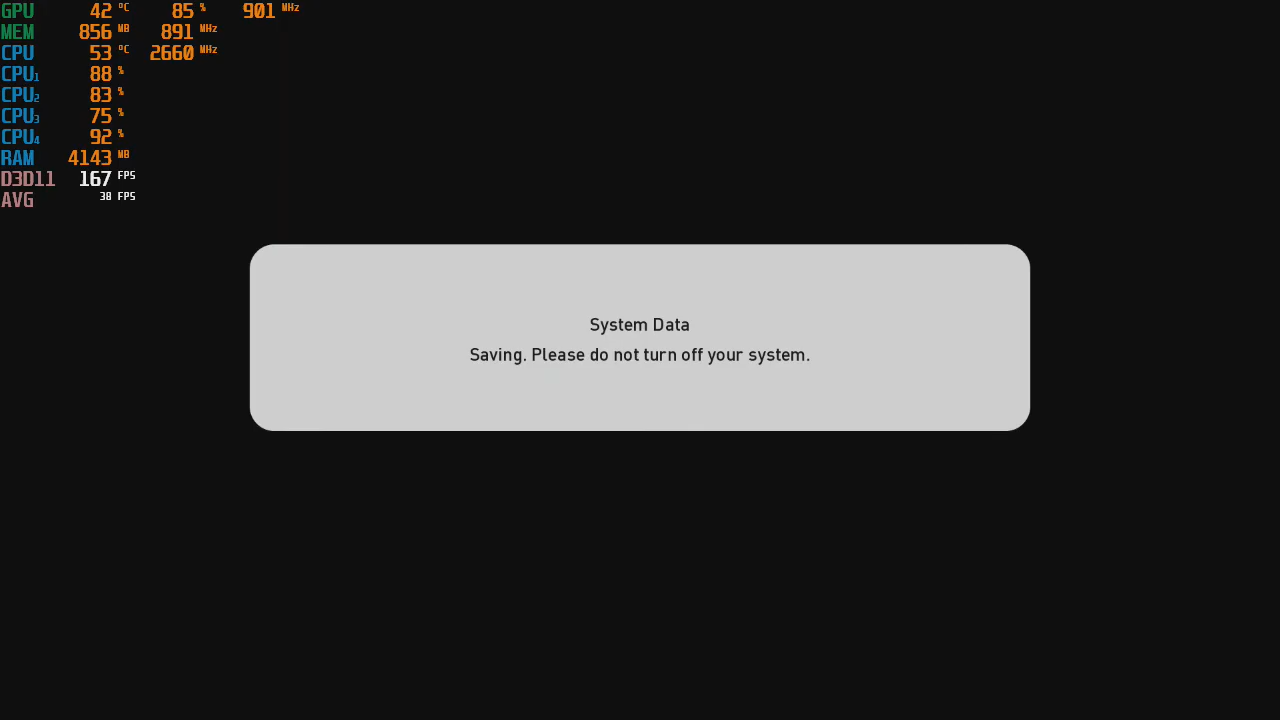 GPU 42 °C 85 % 901 MHz
MEM 856 MB 891 MHz
CPU 53 °C 2660 MHz
CPU1 88 %
CPU2 83 %
CPU3 75 %
CPU4 92 %
RAM 4143 MB
D3D11 167 FPS
AVG 38 FPS
System Data
Saving. Please do not turn off your system.